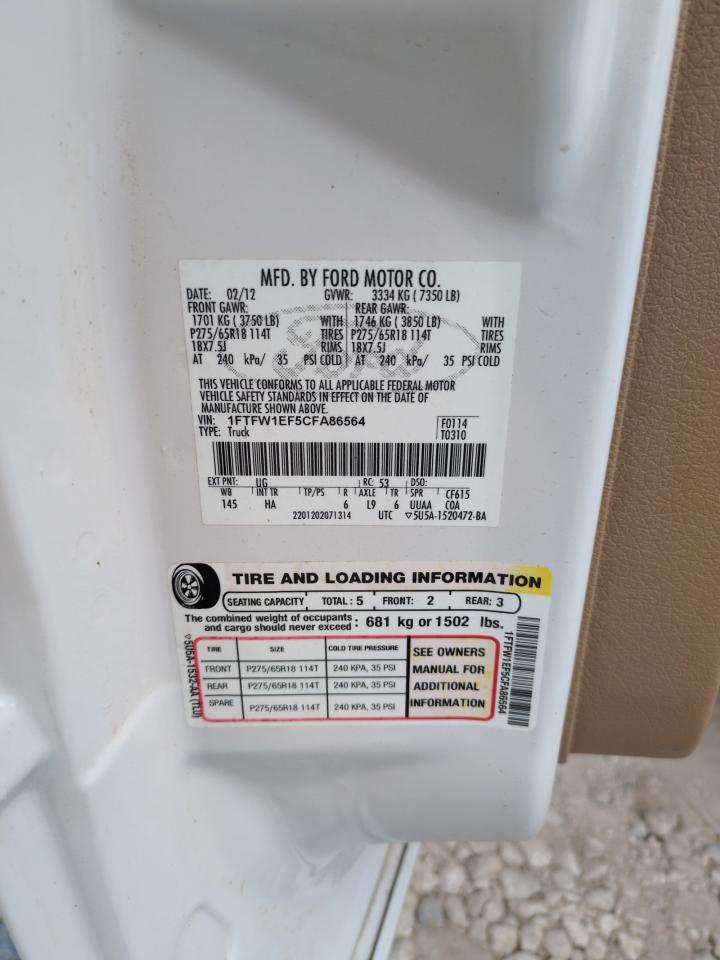 MFD. BY FORD MOTOR CO.
DATE: 02/12 GVWR: 3334 KG ( 7350 LB)
FRONT GAWR: REAR GAWR:
1701 KG ( 3750 LB) WITH 1746 KG ( 3850 LB) WITH
P275/65R18 114T TIRES P275/65R18 114T TIRES
18X7.5J RIMS 18X7.5J RIMS
AT 240 kPa/ 35 PSI COLD AT 240 kPa/ 35 PSI COLD
Ford
THIS VEHICLE CONFORMS TO ALL APPLICABLE FEDERAL MOTOR
VEHICLE SAFETY STANDARDS IN EFFECT ON THE DATE OF
MANUFACTURE SHOWN ABOVE.
VIN: 1FTFW1EF5CFA86564 F0114
TYPE: Truck T0310
EXT PNT: UG RC: 53 DSO:
WB INT TR TP/PS R AXLE TR SPR CF615
145 HA 6 L9 6 UUAA COA
2201202071314 UTC ▽5U5A-1520472-BA
TIRE AND LOADING INFORMATION
SEATING CAPACITY TOTAL : 5 FRONT: 2 REAR: 3
The combined weight of occupants
and cargo should never exceed : 681 kg or 1502 lbs.
TIRE SIZE COLD TIRE PRESSURE
FRONT P275/65R18 114T 240 KPA, 35 PSI
REAR P275/65R18 114T 240 KPA, 35 PSI
SPARE P275/65R18 114T 240 KPA, 35 PSI
SEE OWNERS
MANUAL FOR
ADDITIONAL
INFORMATION
▽5U5A-1532-AA (TLU)
1FTFW1EF5CFA86564